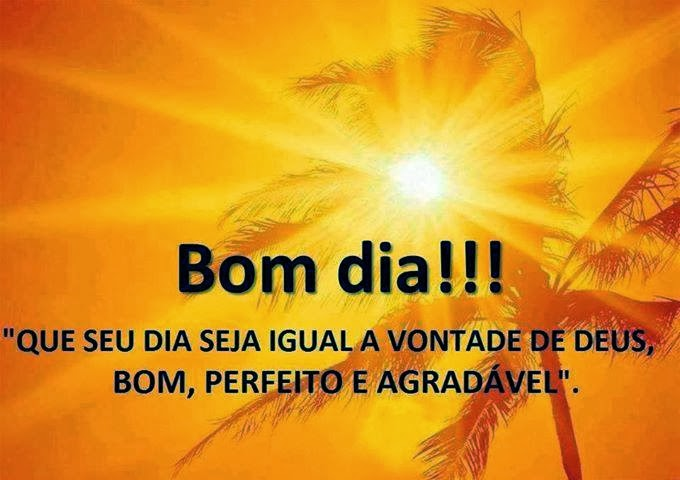 Bom dia!!!
"QUE SEU DIA SEJA IGUAL A VONTADE DE DEUS,
BOM, PERFEITO E AGRADÁVEL".